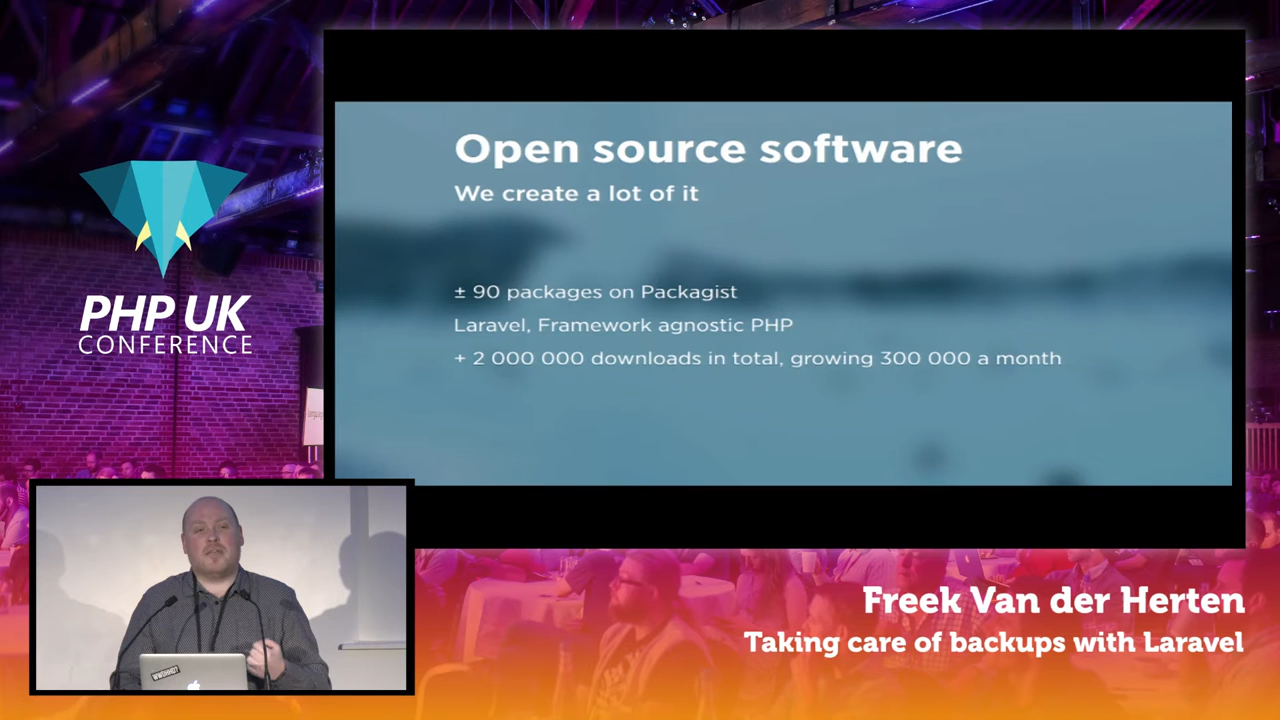 Open source software
We create a lot of it
± 90 packages on Packagist
Laravel, Framework agnostic PHP
+ 2 000 000 downloads in total, growing 300 000 a month
PHP UK
CONFERENCE
Freek Van der Herten
Taking care of backups with Laravel